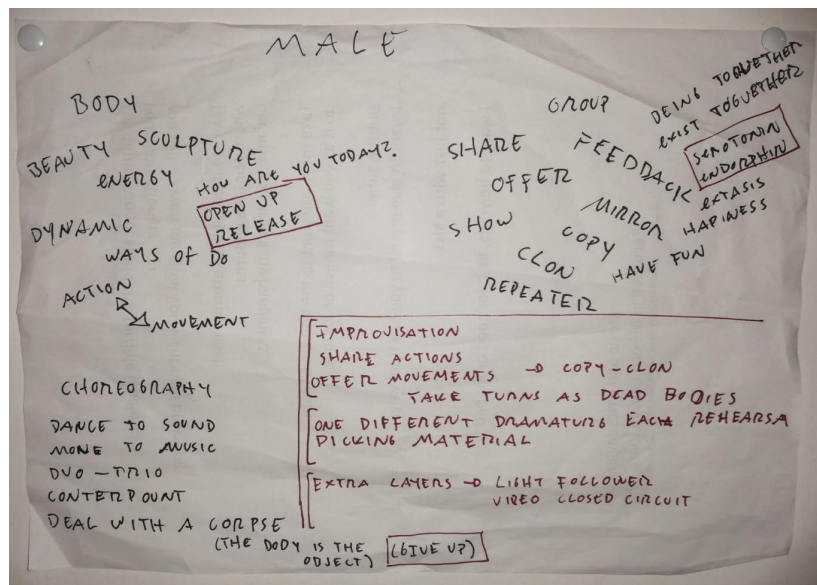 MALE
BODY
BEAUTY SCULPTURE
ENERGY
HOW ARE YOU TODAY?
OPEN UP
RELEASE
DYNAMIC
WAYS OF DO
ACTION
MOVEMENT
GROUP
SHARE
OFFER
SHOW
FEEDBACK
MIRROR
COPY
CLON
REPEATER
BEING TOGUETHER
EXIST TOGUETHER
SEROTONIN
ENDORPHIN
EXTASIS
HAPINESS
HAVE FUN
CHOREOGRAPHY
DANCE TO SOUND
MONE TO MUSIC
DUO-TRIO
CONTERPOUNT
DEAL WITH A CORPSE
(THE BODY IS THE
OBJECT) (GIVE UP)
IMPROVISATION
SHARE ACTIONS
OFFER MOVEMENTS → COPY-CLON
TAKE TURNS AS DEAD BODIES
ONE DIFFERENT DRAMATURG EACH REHEARSA
PICKING MATERIAL
EXTRA LAYERS → LIGHT FOLLOWER
VIDEO CLOSED CIRCUIT